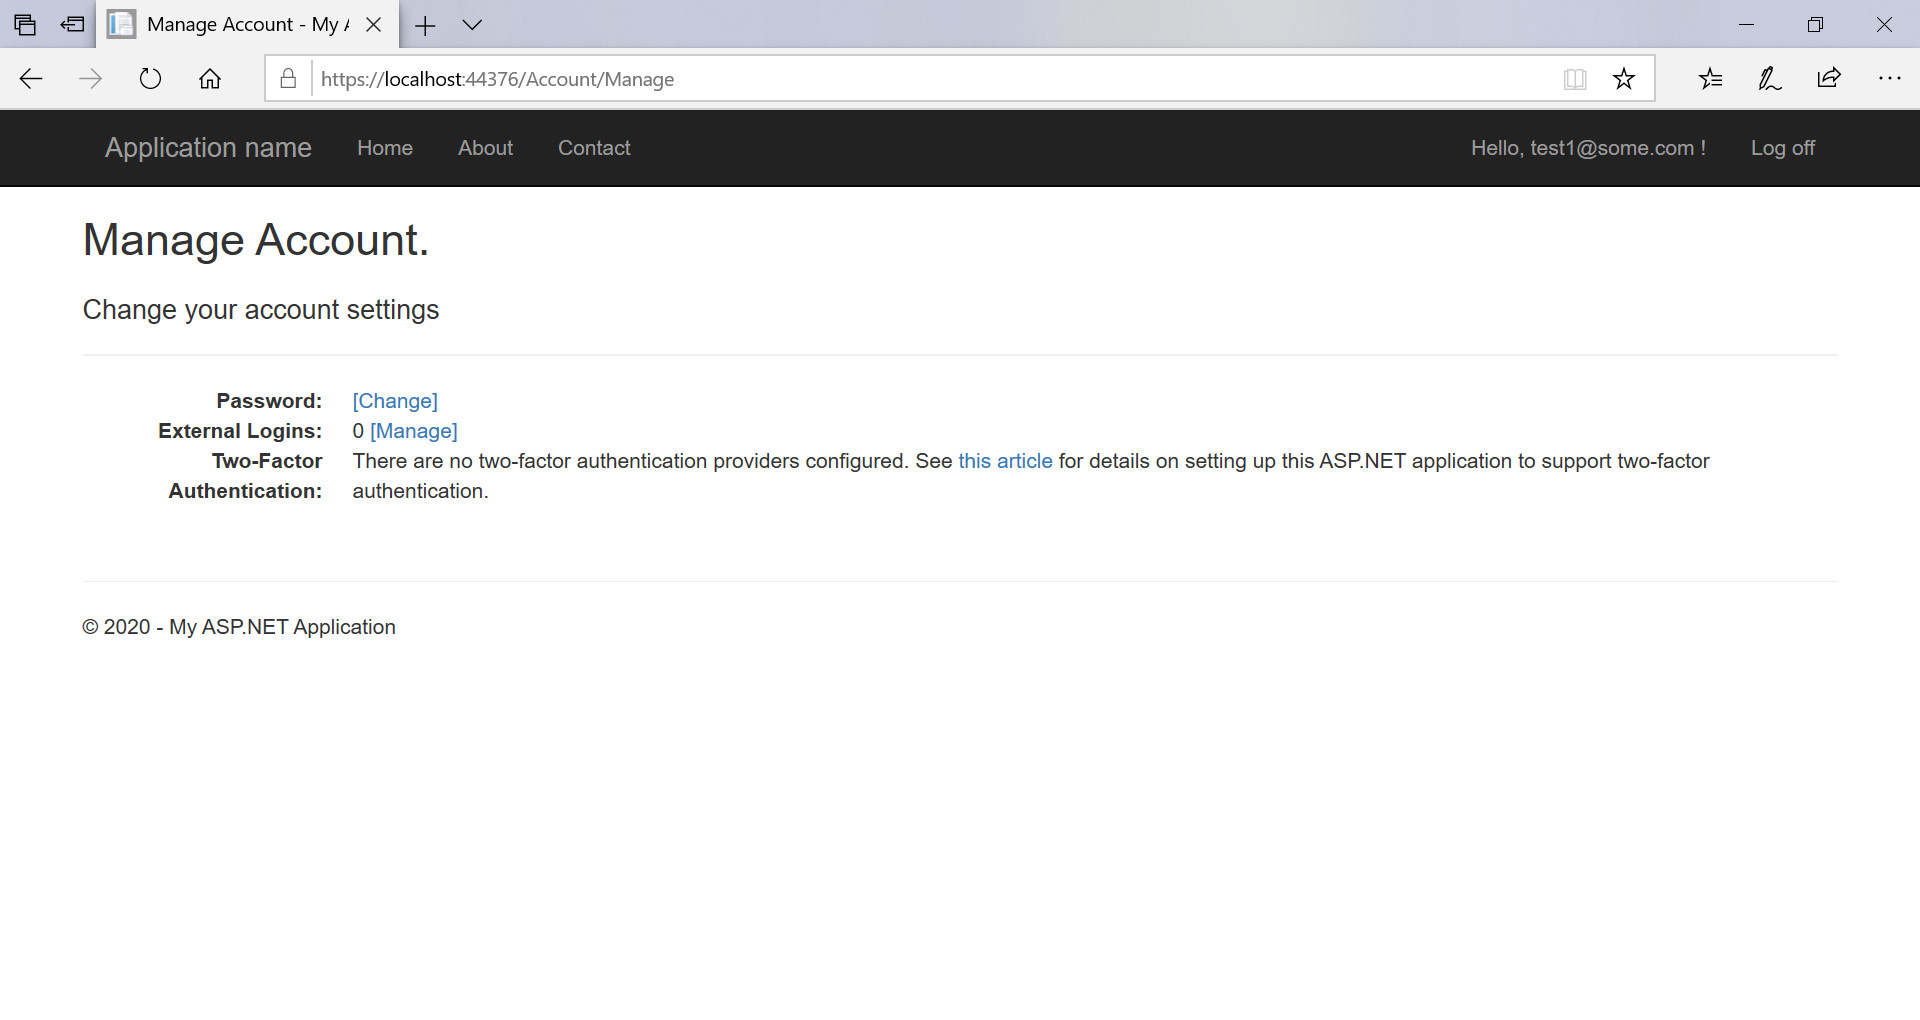 Manage Account - My A
https://localhost:44376/Account/Manage
Application name Home About Contact Hello, test1@some.com ! Log off
Manage Account.
Change your account settings
Password: [Change]
External Logins: 0 [Manage]
Two-Factor There are no two-factor authentication providers configured. See this article for details on setting up this ASP.NET application to support two-factor
Authentication: authentication.
© 2020 - My ASP.NET Application